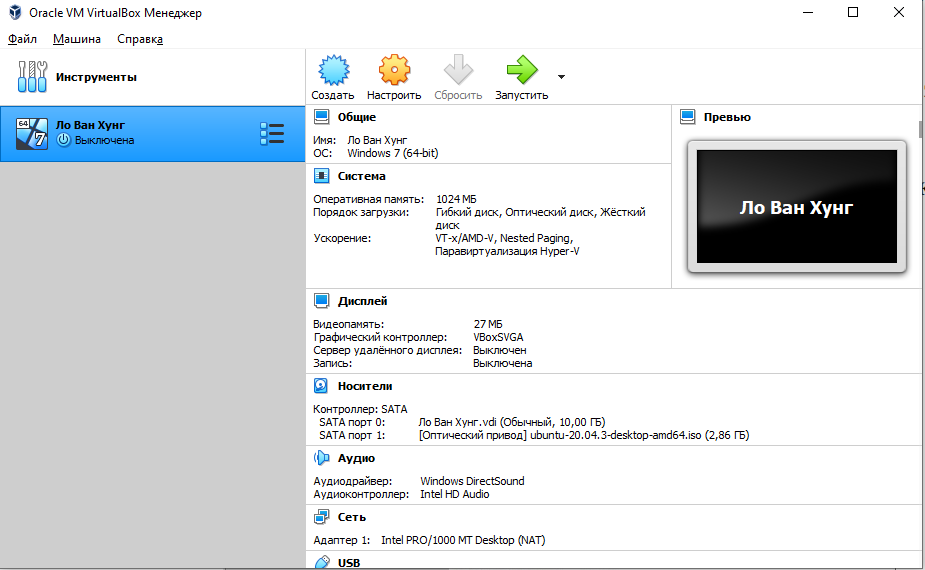 Oracle VM VirtualBox Менеджер
Файл Машина Справка
Инструменты
Создать Настроить Сбросить Запустить
64
7
Ло Ван Хунг
Выключена
Общие
Имя: Ло Ван Хунг
ОС: Windows 7 (64-bit)
Превью
Ло Ван Хунг
Система
Оперативная память: 1024 МБ
Порядок загрузки: Гибкий диск, Оптический диск, Жёсткий
диск
Ускорение: VT-x/AMD-V, Nested Paging,
Паравиртуализация Hyper-V
Дисплей
Видеопамять: 27 МБ
Графический контроллер: VBoxSVGA
Сервер удалённого дисплея: Выключен
Запись: Выключена
Носители
Контроллер: SATA
SATA порт 0: Ло Ван Хунг.vdi (Обычный, 10,00 ГБ)
SATA порт 1: [Оптический привод] ubuntu-20.04.3-desktop-amd64.iso (2,86 ГБ)
Аудио
Аудиодрайвер: Windows DirectSound
Аудиоконтроллер: Intel HD Audio
Сеть
Адаптер 1: Intel PRO/1000 MT Desktop (NAT)
USB